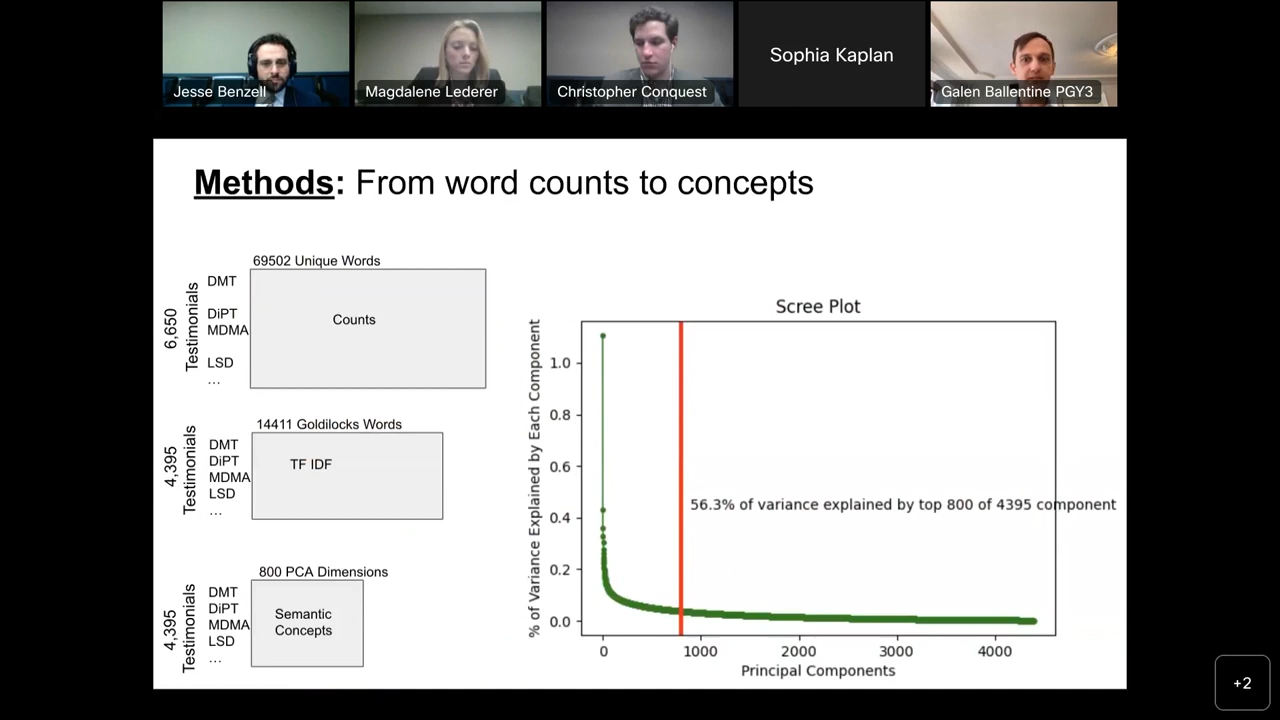 Jesse Benzell
Magdalene Lederer
Christopher Conquest
Sophia Kaplan
Galen Ballentine PGY3
Methods: From word counts to concepts
69502 Unique Words
6,650
Testimonials
DMT
DiPT
MDMA
LSD
...
Counts
14411 Goldilocks Words
4,395
Testimonials
DMT
DiPT
MDMA
LSD
...
TF IDF
800 PCA Dimensions
4,395
Testimonials
DMT
DiPT
MDMA
LSD
...
Semantic
Concepts
Scree Plot
% of Variance Explained by Each Component
1.0
0.8
0.6
0.4
0.2
0.0
56.3% of variance explained by top 800 of 4395 component
0 1000 2000 3000 4000
Principal Components
+2